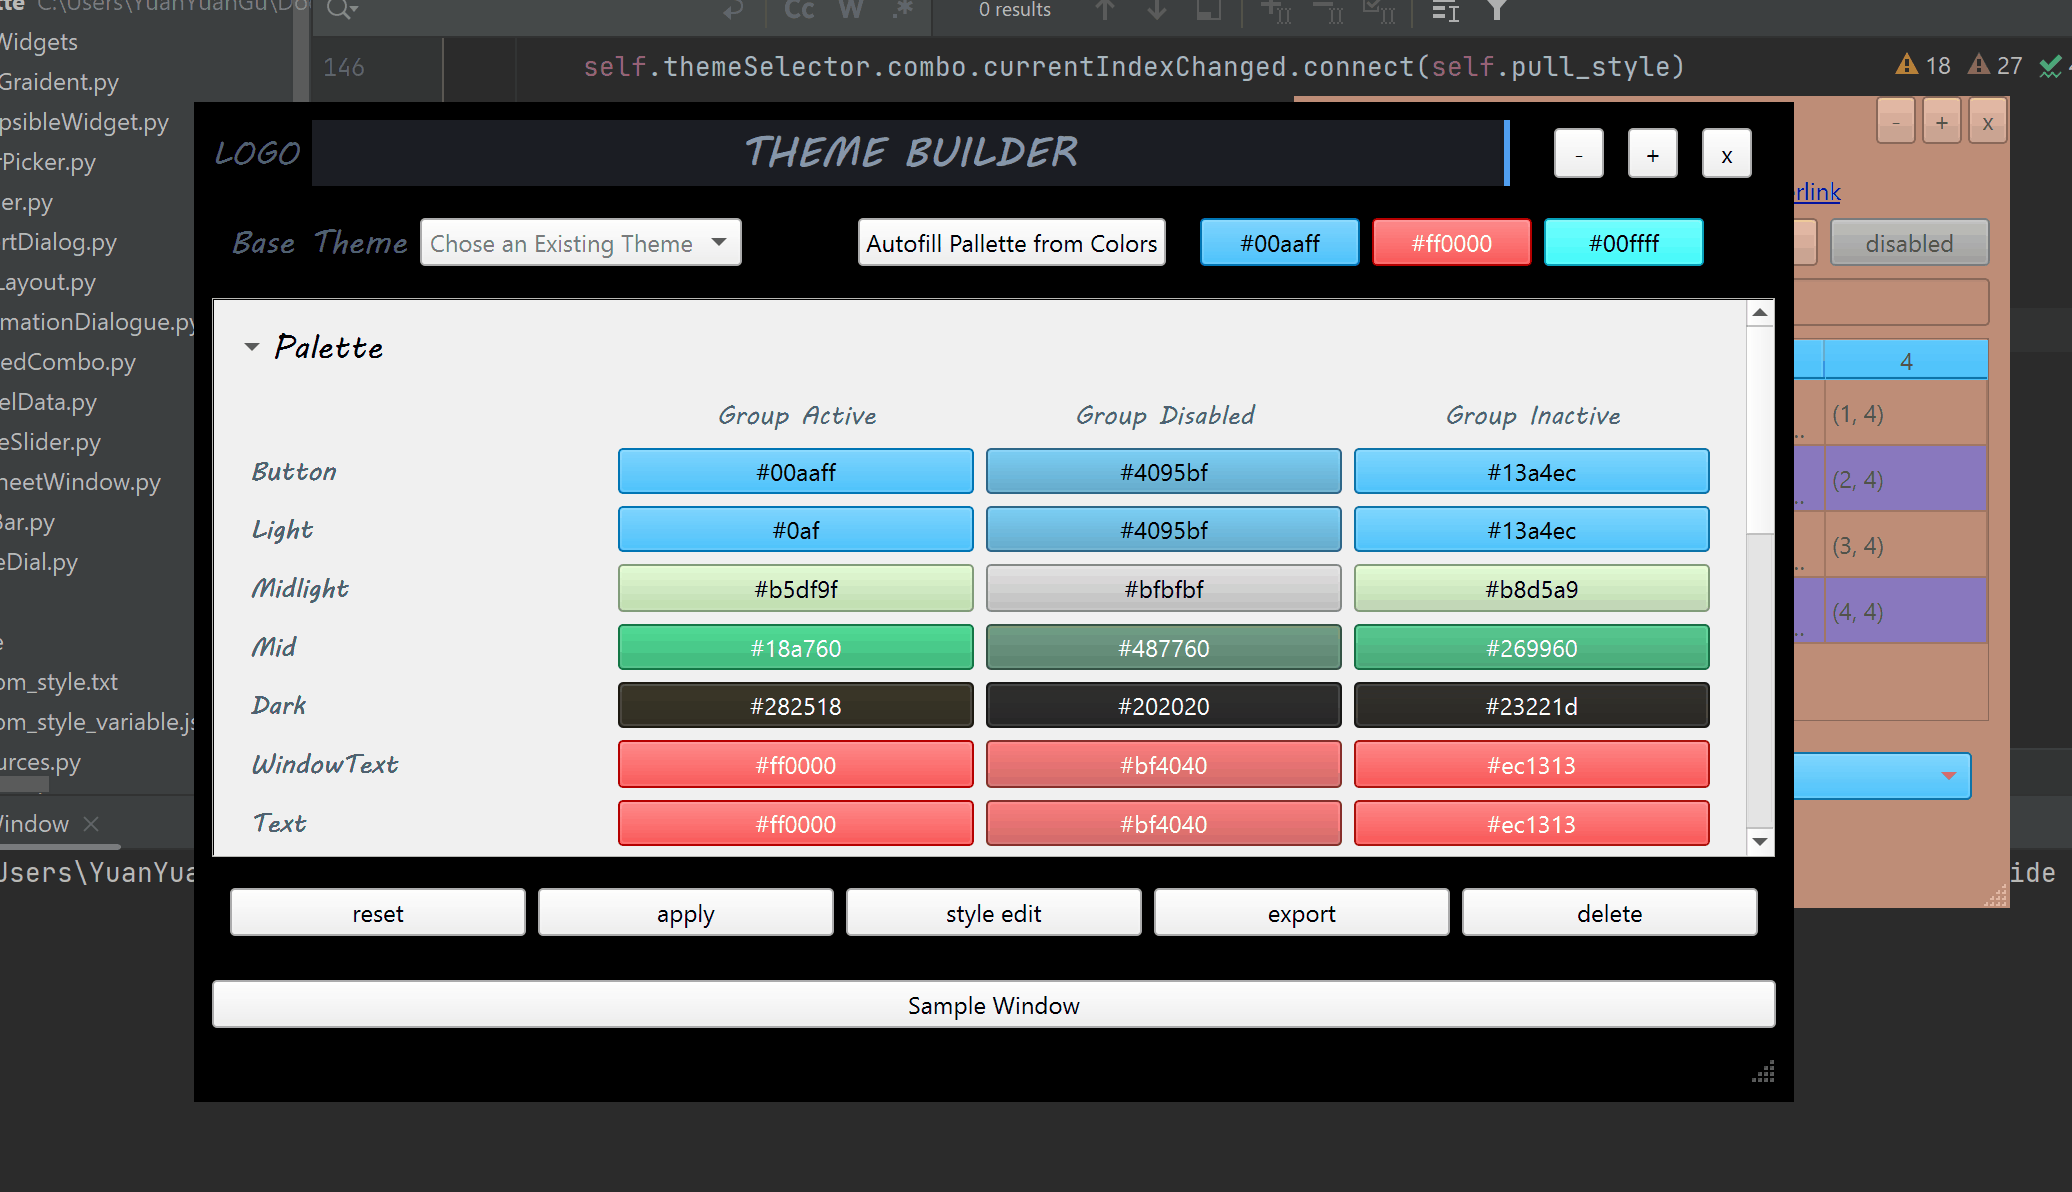 0 results
Widgets
Graident.py
146 self.themeSelector.combo.currentIndexChanged.connect(self.pull_style)
18 27
psibleWidget.py
rPicker.py
er.py
rtDialog.py
Layout.py
mationDialogue.py
edCombo.py
elData.py
eSlider.py
heetWindow.py
Bar.py
eDial.py
om_style.txt
om_style_variable.js
urces.py
indow
Users\YuanYua
ide
LOGO
THEME BUILDER
- + x
Base Theme
Chose an Existing Theme
Autofill Pallette from Colors
#00aaff
#ff0000
#00ffff
Palette
Group Active Group Disabled Group Inactive
Button #00aaff #4095bf #13a4ec
Light #0af #4095bf #13a4ec
Midlight #b5df9f #bfbfbf #b8d5a9
Mid #18a760 #487760 #269960
Dark #282518 #202020 #23221d
WindowText #ff0000 #bf4040 #ec1313
Text #ff0000 #bf4040 #ec1313
reset apply style edit export delete
Sample Window
- + x
rlink
disabled
4
(1, 4)
(2, 4)
(3, 4)
(4, 4)